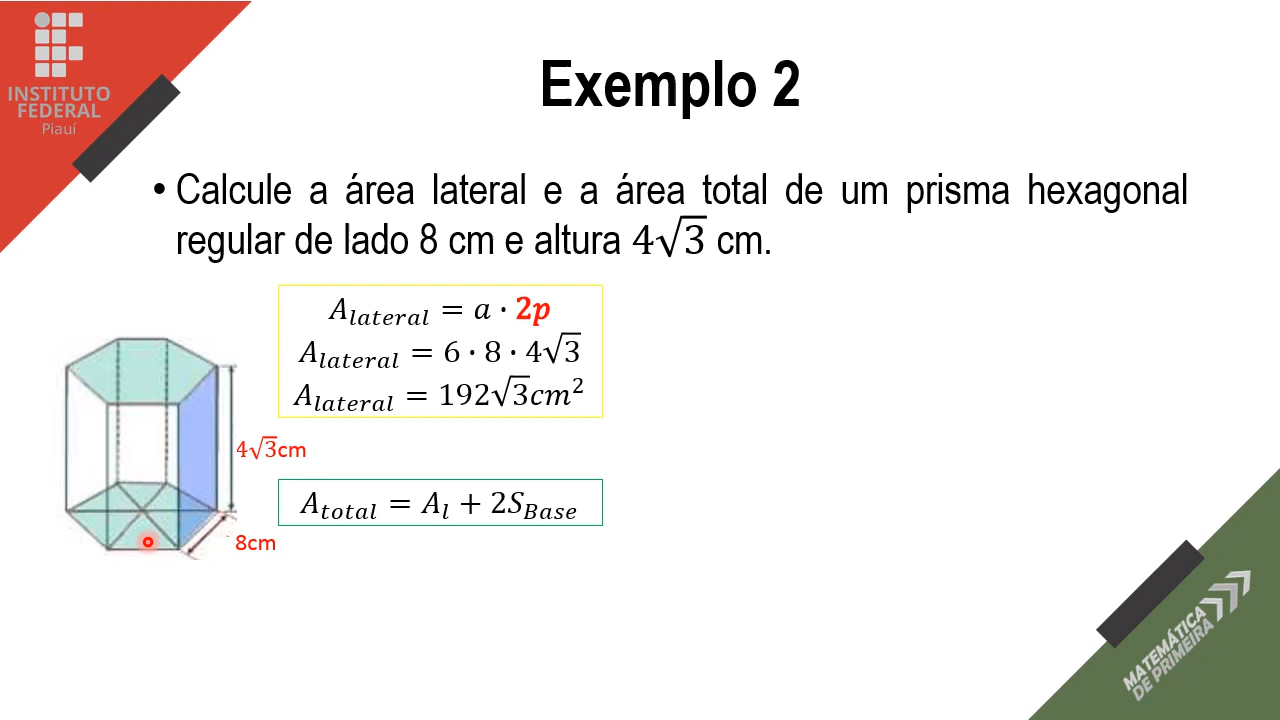 INSTITUTO
FEDERAL
Piauí
Exemplo 2
• Calcule a área lateral e a área total de um prisma hexagonal
regular de lado 8 cm e altura 4√3 cm.
A_lateral = a · 2p
A_lateral = 6 · 8 · 4√3
A_lateral = 192√3cm²
4√3cm
A_total = A_l + 2S_Base
8cm
MATEMÁTICA
DE PRIMEIRA